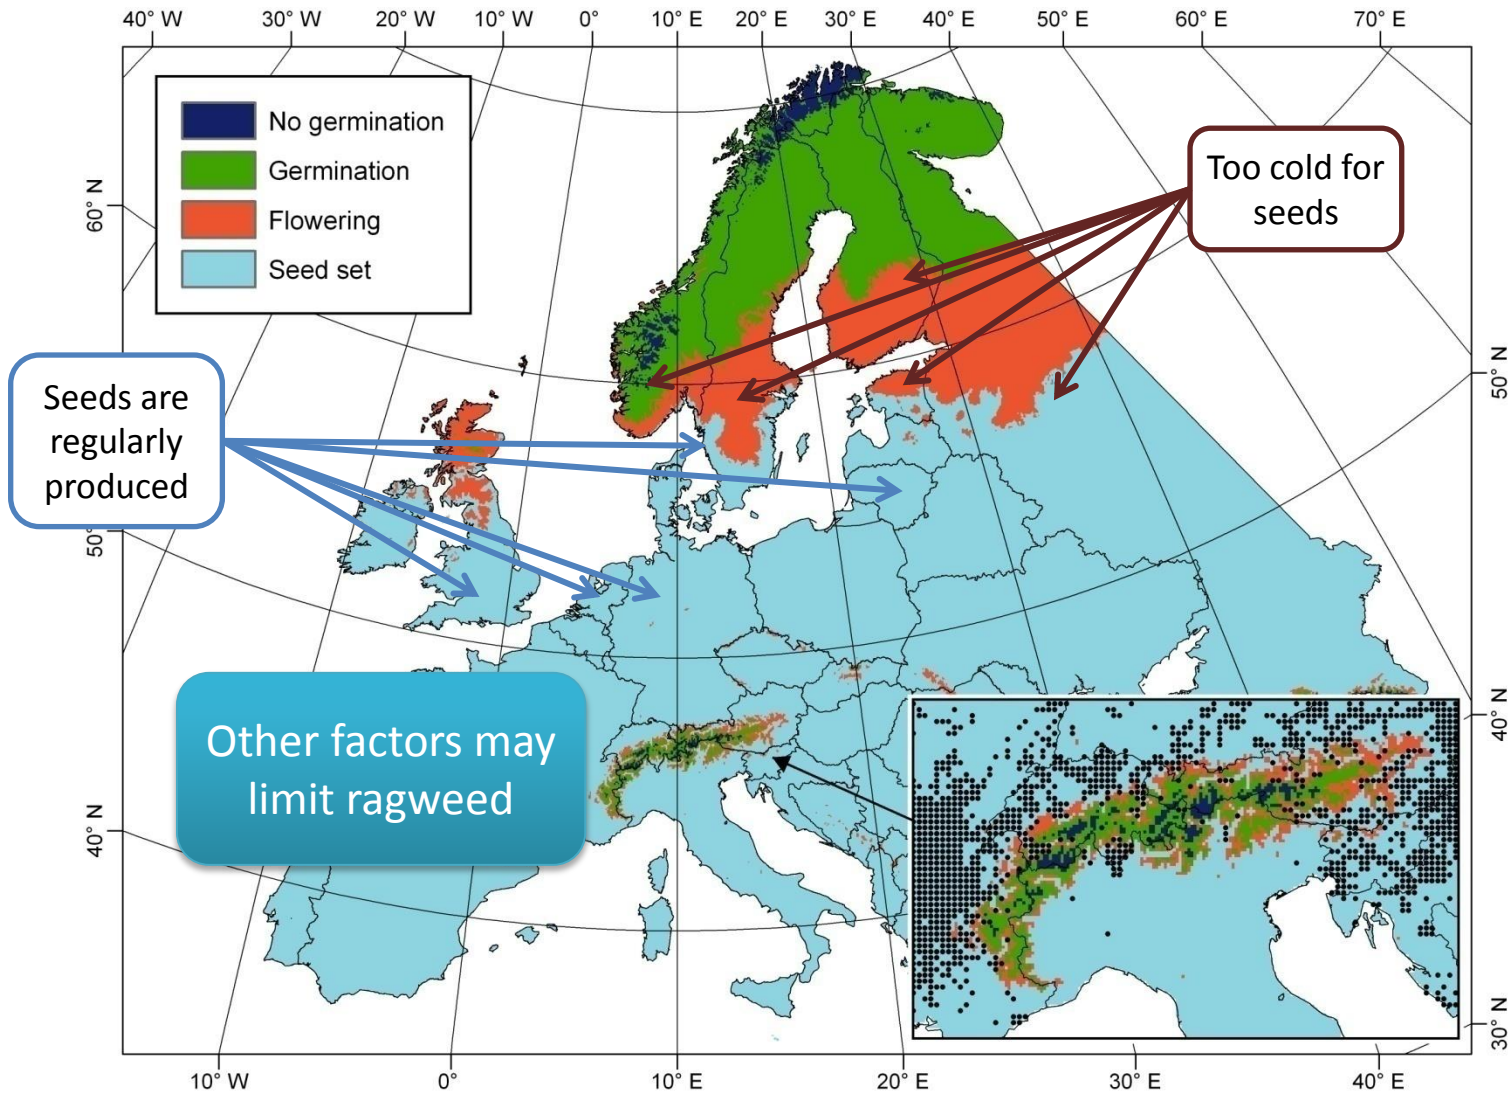 40° W
30° W
20° W
10° W
0°
10° E
20° E
30° E
40° E
50° E
60° E
70° E
No germination
Germination
Flowering
Seed set
Too cold for
seeds
60° N
50° N
Seeds are
regularly
produced
50°
Other factors may
limit ragweed
40° N
40° N
30° N
10° W
0°
10° E
20° E
30° E
40° E